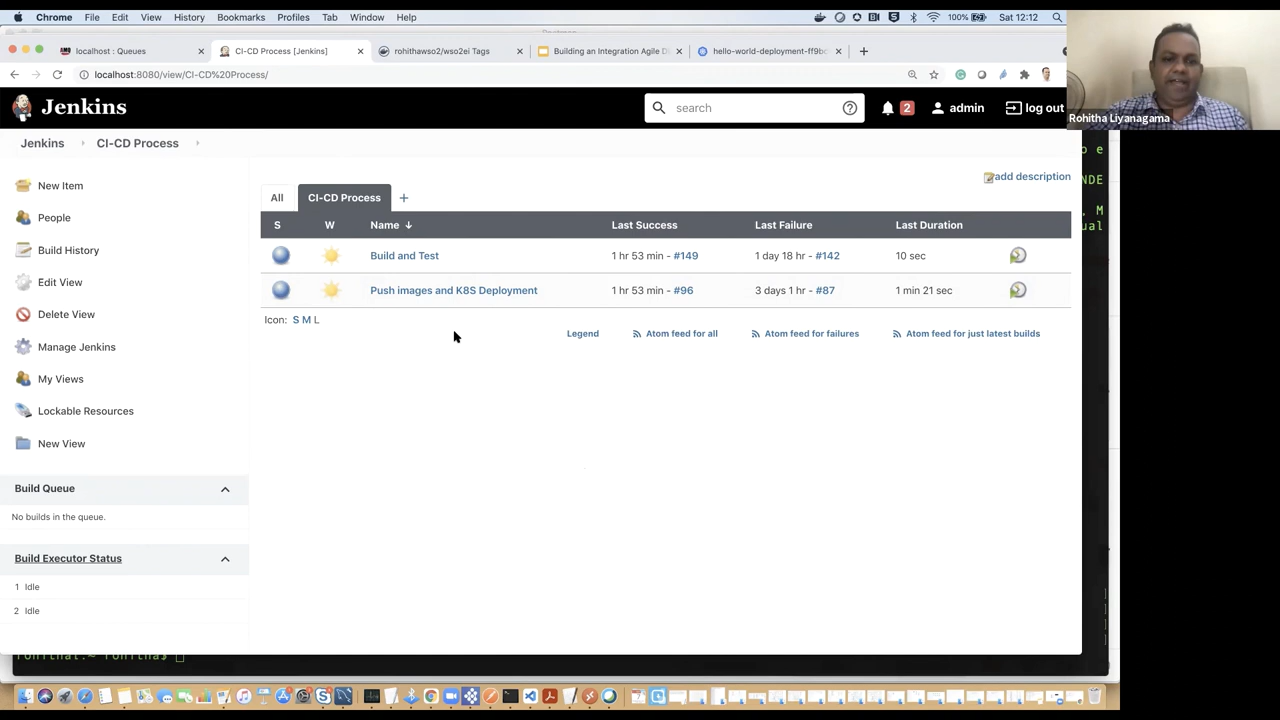 Chrome File Edit View History Bookmarks Profiles Tab Window Help 100% Sat 12:12
localhost : Queues CI-CD Process [Jenkins] rohithawso2/wso2ei Tags Building an Integration Agile Di hello-world-deployment-ff9bc
localhost:8080/view/CI-CD%20Process/
Jenkins search 2 admin log out
Rohitha Liyanagama
Jenkins CI-CD Process
add description
New Item
People
Build History
Edit View
Delete View
Manage Jenkins
My Views
Lockable Resources
New View
Build Queue
No builds in the queue.
Build Executor Status
1 Idle
2 Idle
All CI-CD Process +
S W Name ↓ Last Success Last Failure Last Duration
Build and Test 1 hr 53 min - #149 1 day 18 hr - #142 10 sec
Push images and K8S Deployment 1 hr 53 min - #96 3 days 1 hr - #87 1 min 21 sec
Icon: S M L
Legend Atom feed for all Atom feed for failures Atom feed for just latest builds